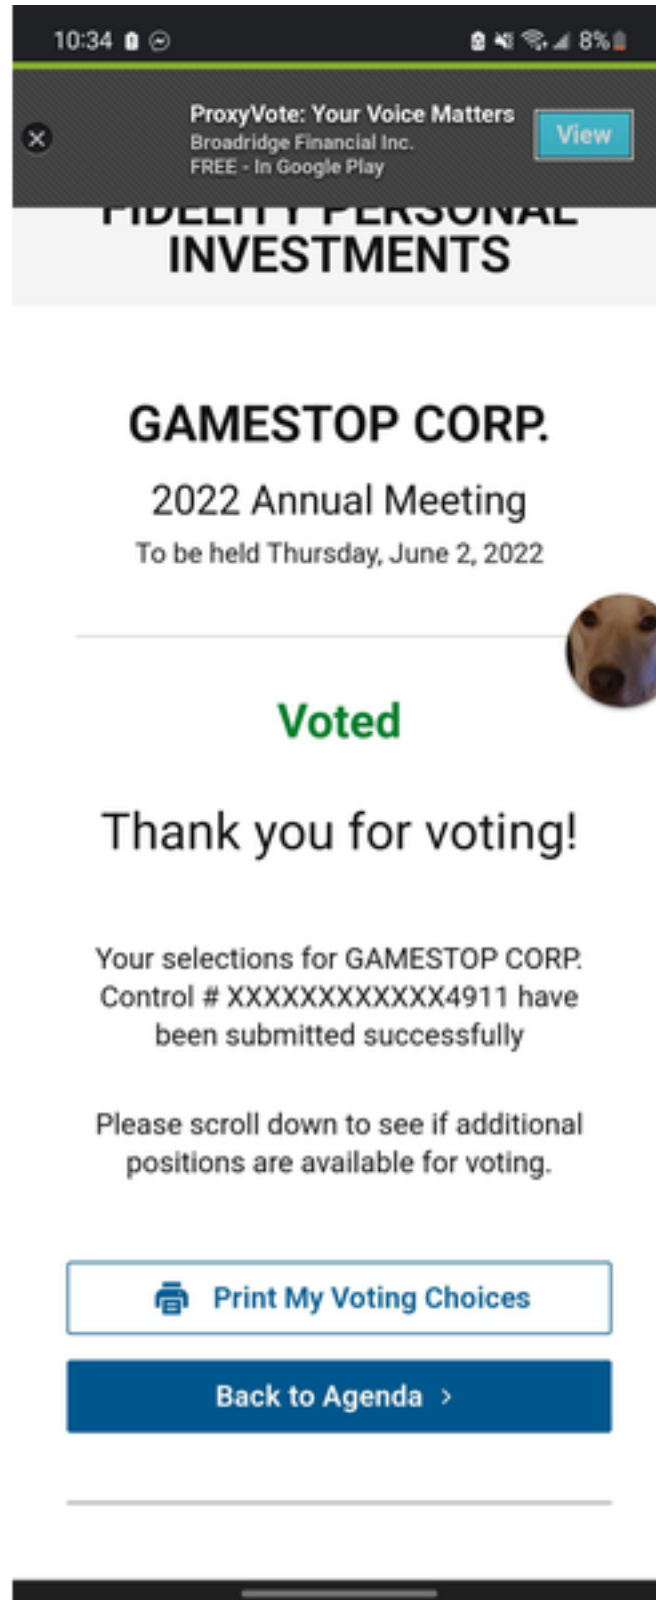 10:34
8%
ProxyVote: Your Voice Matters
Broadridge Financial Inc.
FREE - In Google Play
View
FIDELITY PERSONAL
INVESTMENTS
GAMESTOP CORP.
2022 Annual Meeting
To be held Thursday, June 2, 2022
Voted
Thank you for voting!
Your selections for GAMESTOP CORP.
Control # XXXXXXXXXXXX4911 have
been submitted successfully
Please scroll down to see if additional
positions are available for voting.
Print My Voting Choices
Back to Agenda >